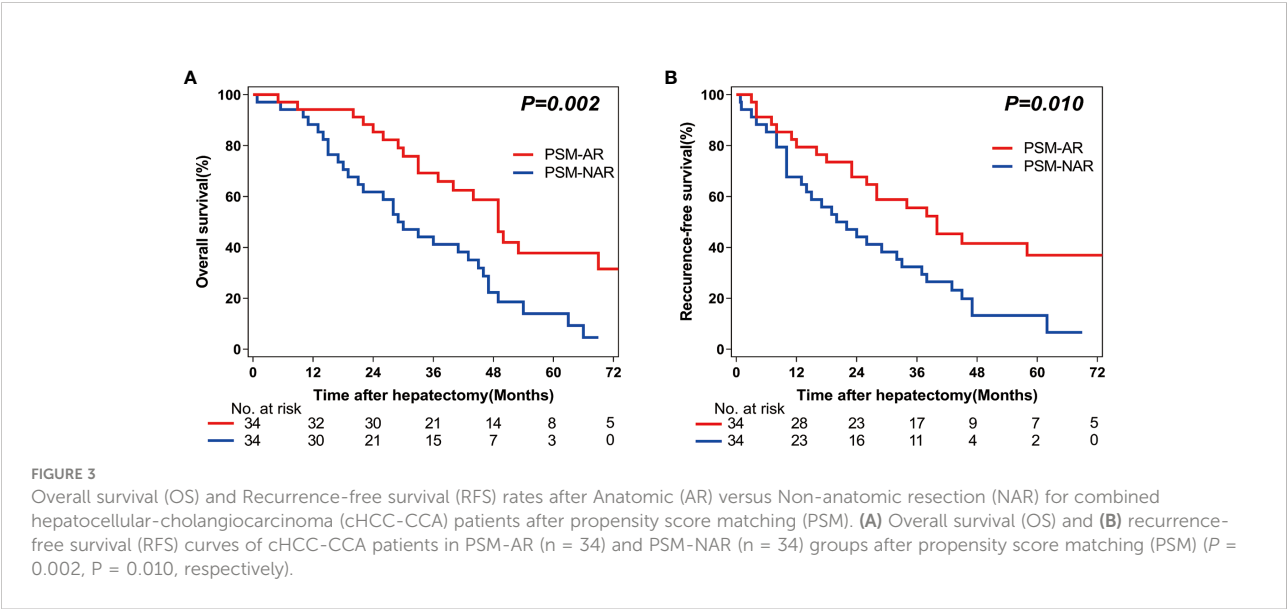 A
P=0.002
100
80
60
40
20
0
Overall survival(%)
PSM-AR
PSM-NAR
0 12 24 36 48 60 72
Time after hepatectomy(Months)
No. at risk
34 32 30 21 14 8 5
34 30 21 15 7 3 0
B
P=0.010
100
80
60
40
20
0
Reccurence-free survival(%)
PSM-AR
PSM-NAR
0 12 24 36 48 60 72
Time after hepatectomy(Months)
No. at risk
34 28 23 17 9 7 5
34 23 16 11 4 2 0
FIGURE 3
Overall survival (OS) and Recurrence-free survival (RFS) rates after Anatomic (AR) versus Non-anatomic resection (NAR) for combined
hepatocellular-cholangiocarcinoma (cHCC-CCA) patients after propensity score matching (PSM). (A) Overall survival (OS) and (B) recurrence-
free survival (RFS) curves of cHCC-CCA patients in PSM-AR (n = 34) and PSM-NAR (n = 34) groups after propensity score matching (PSM) (P =
0.002, P = 0.010, respectively).